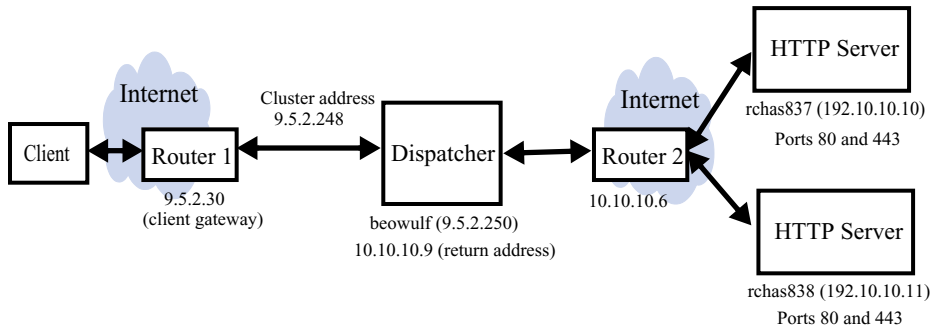 Client
Internet
Router 1
9.5.2.30
(client gateway)
Cluster address
9.5.2.248
Dispatcher
beowulf (9.5.2.250)
10.10.10.9 (return address)
Internet
Router 2
10.10.10.6
HTTP Server
rchas837 (192.10.10.10)
Ports 80 and 443
HTTP Server
rchas838 (192.10.10.11)
Ports 80 and 443